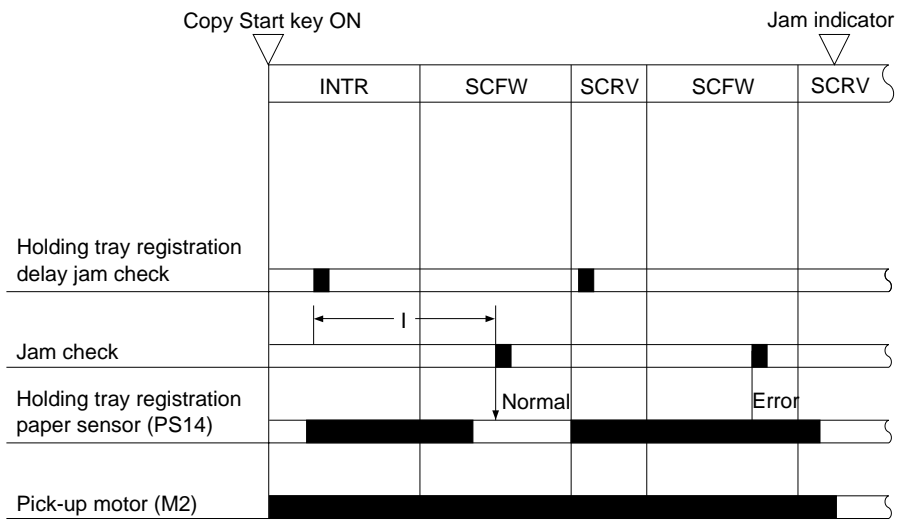 Copy Start key ON
Jam indicator
INTR
SCFW
SCRV
SCFW
SCRV
Holding tray registration
delay jam check
l
Jam check
Normal
Error
Holding tray registration
paper sensor (PS14)
Pick-up motor (M2)